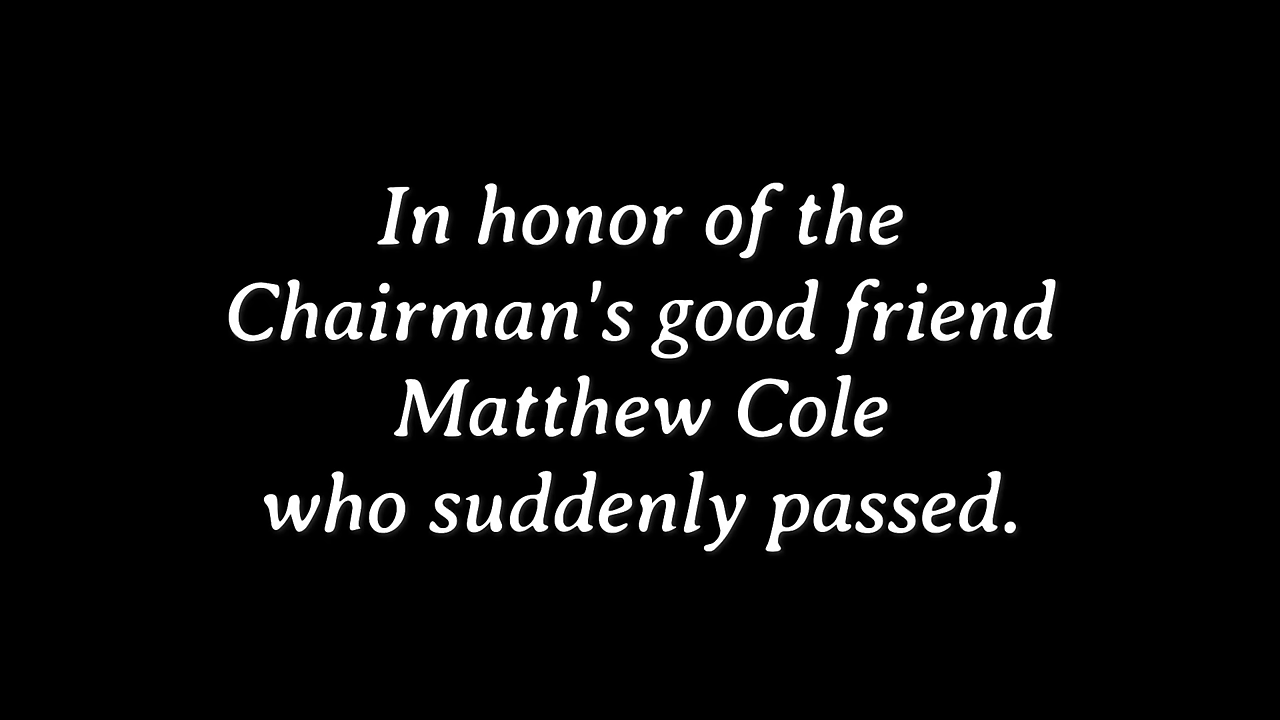 In honor of the
Chairman's good friend
Matthew Cole
who suddenly passed.